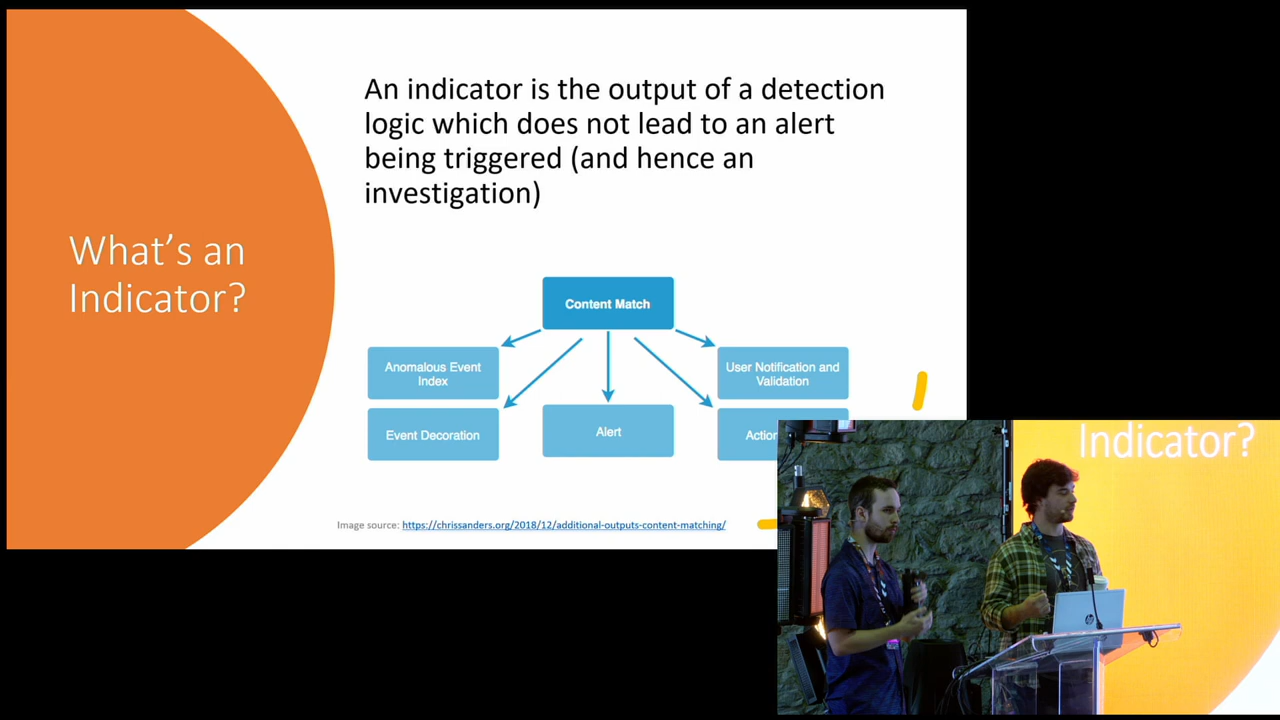 What's an
Indicator?
An indicator is the output of a detection
logic which does not lead to an alert
being triggered (and hence an
investigation)
Content Match
Anomalous Event
Index
User Notification and
Validation
Event Decoration
Alert
Image source: https://chrissanders.org/2018/12/additional-outputs-content-matching/
Indicator?
hp